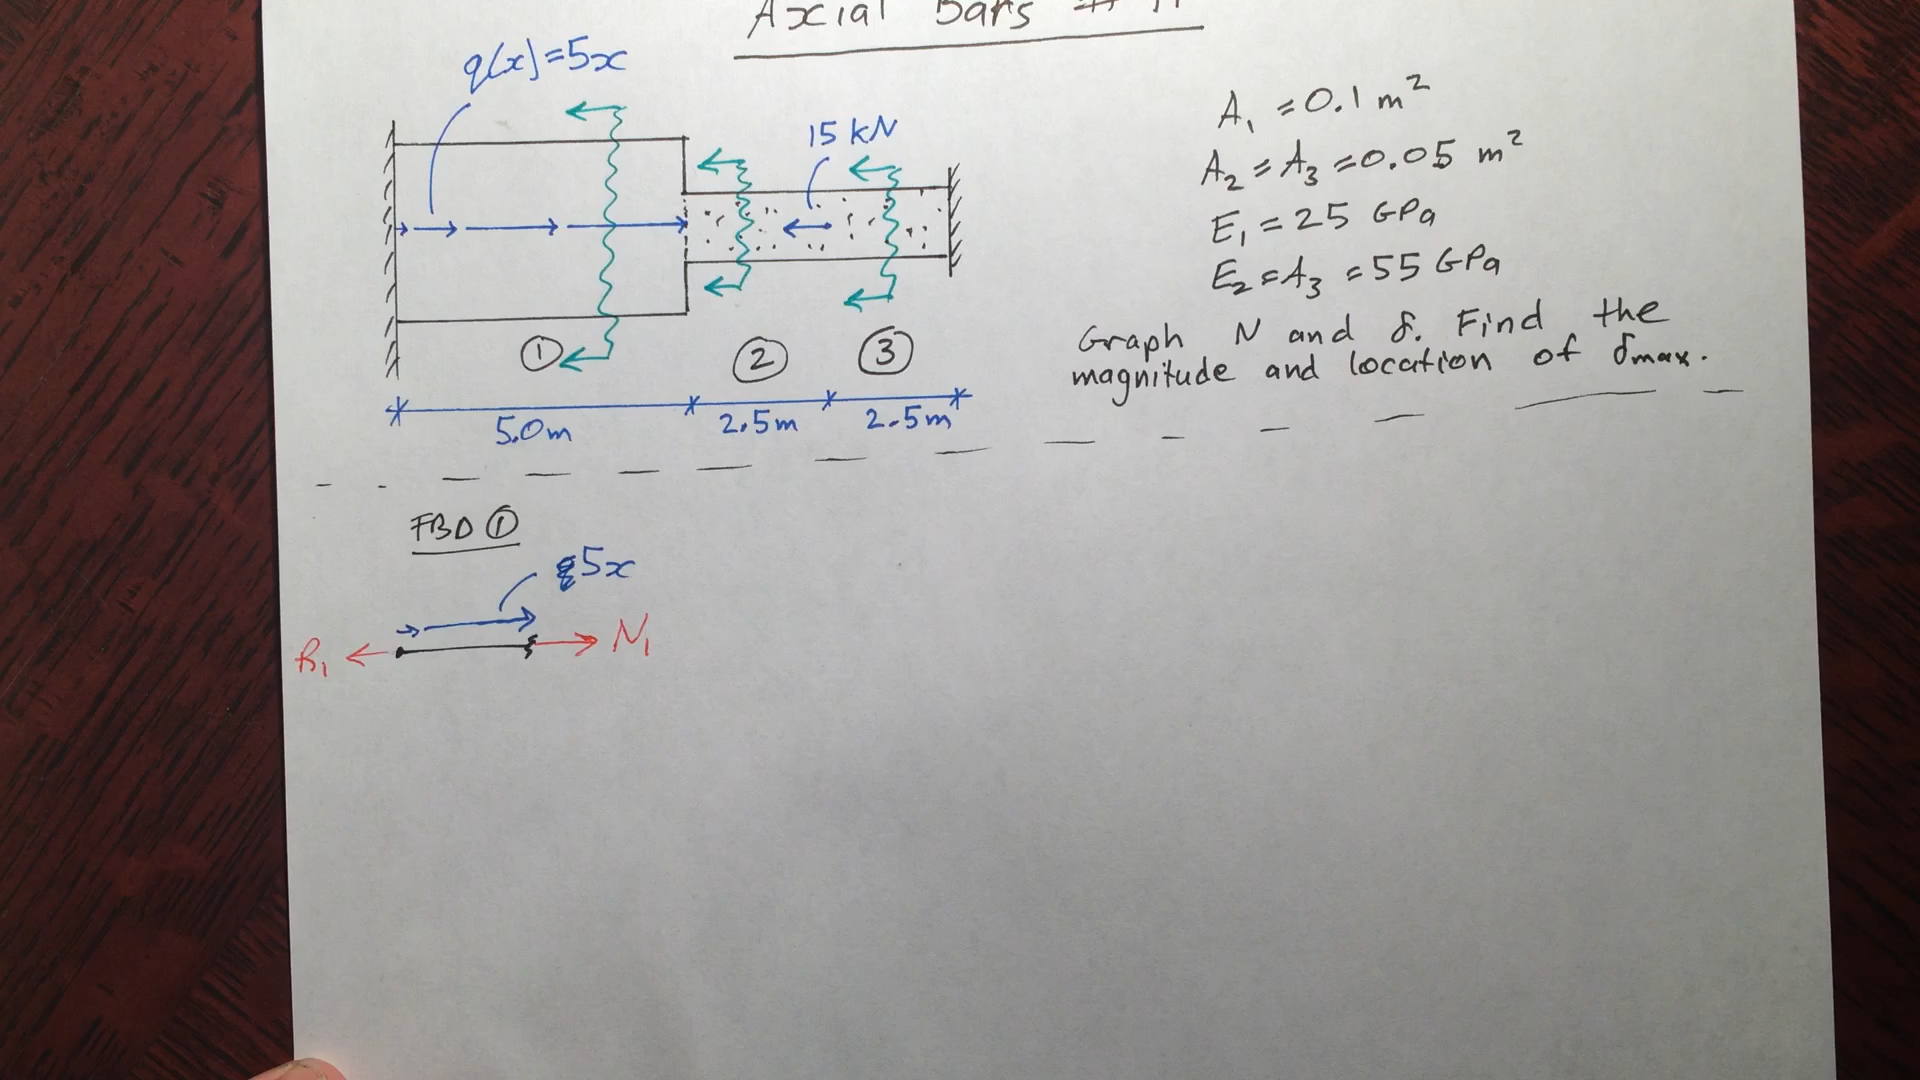 Axial Bars # 11
q(x)=5x
15 kN
① ② ③
5.0m 2.5m 2.5m
A₁ = 0.1 m²
A₂ = A₃ = 0.05 m²
E₁ = 25 GPa
E₂ = A₃ = 55 GPa
Graph N and δ. Find the
magnitude and location of δmax.
FBD ①
5x
R₁ N₁